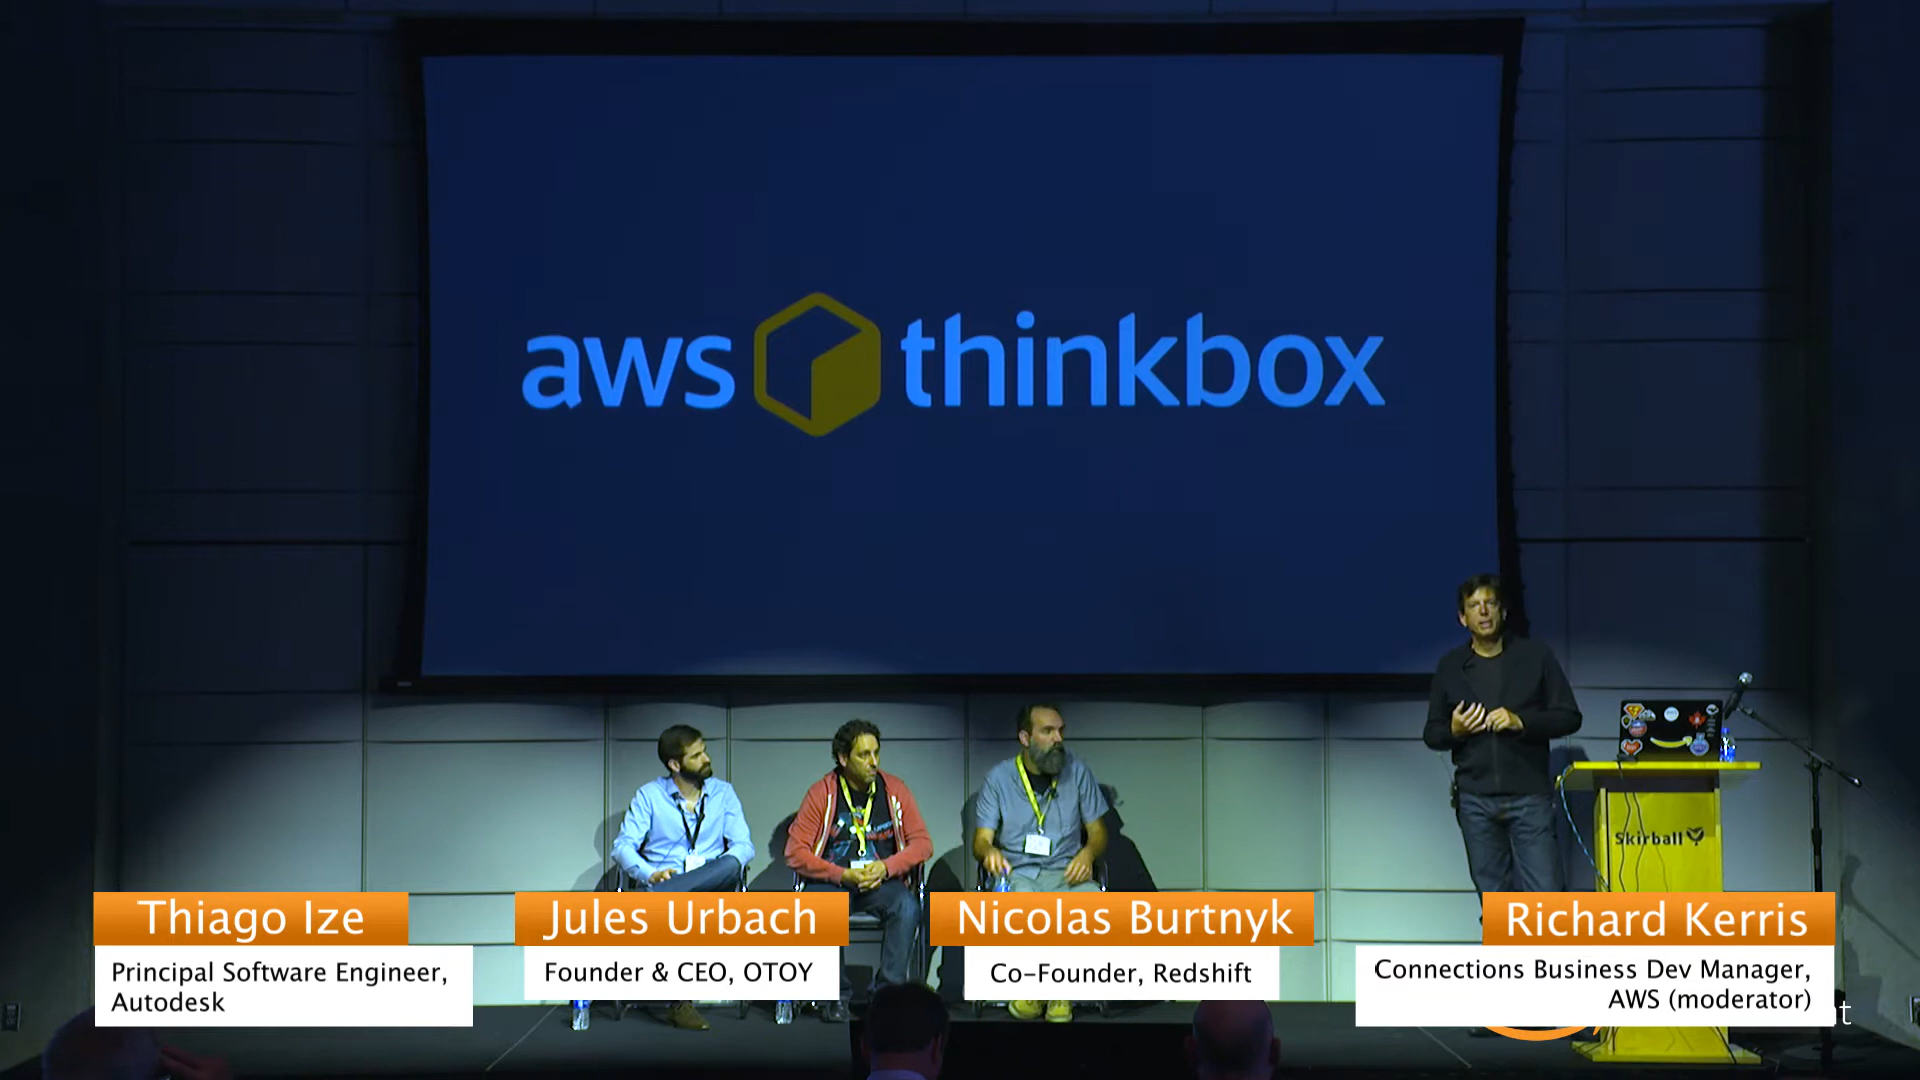 aws thinkbox
Skirball
Thiago Ize
Principal Software Engineer,
Autodesk
Jules Urbach
Founder & CEO, OTOY
Nicolas Burtnyk
Co-Founder, Redshift
Richard Kerris
Connections Business Dev Manager,
AWS (moderator)